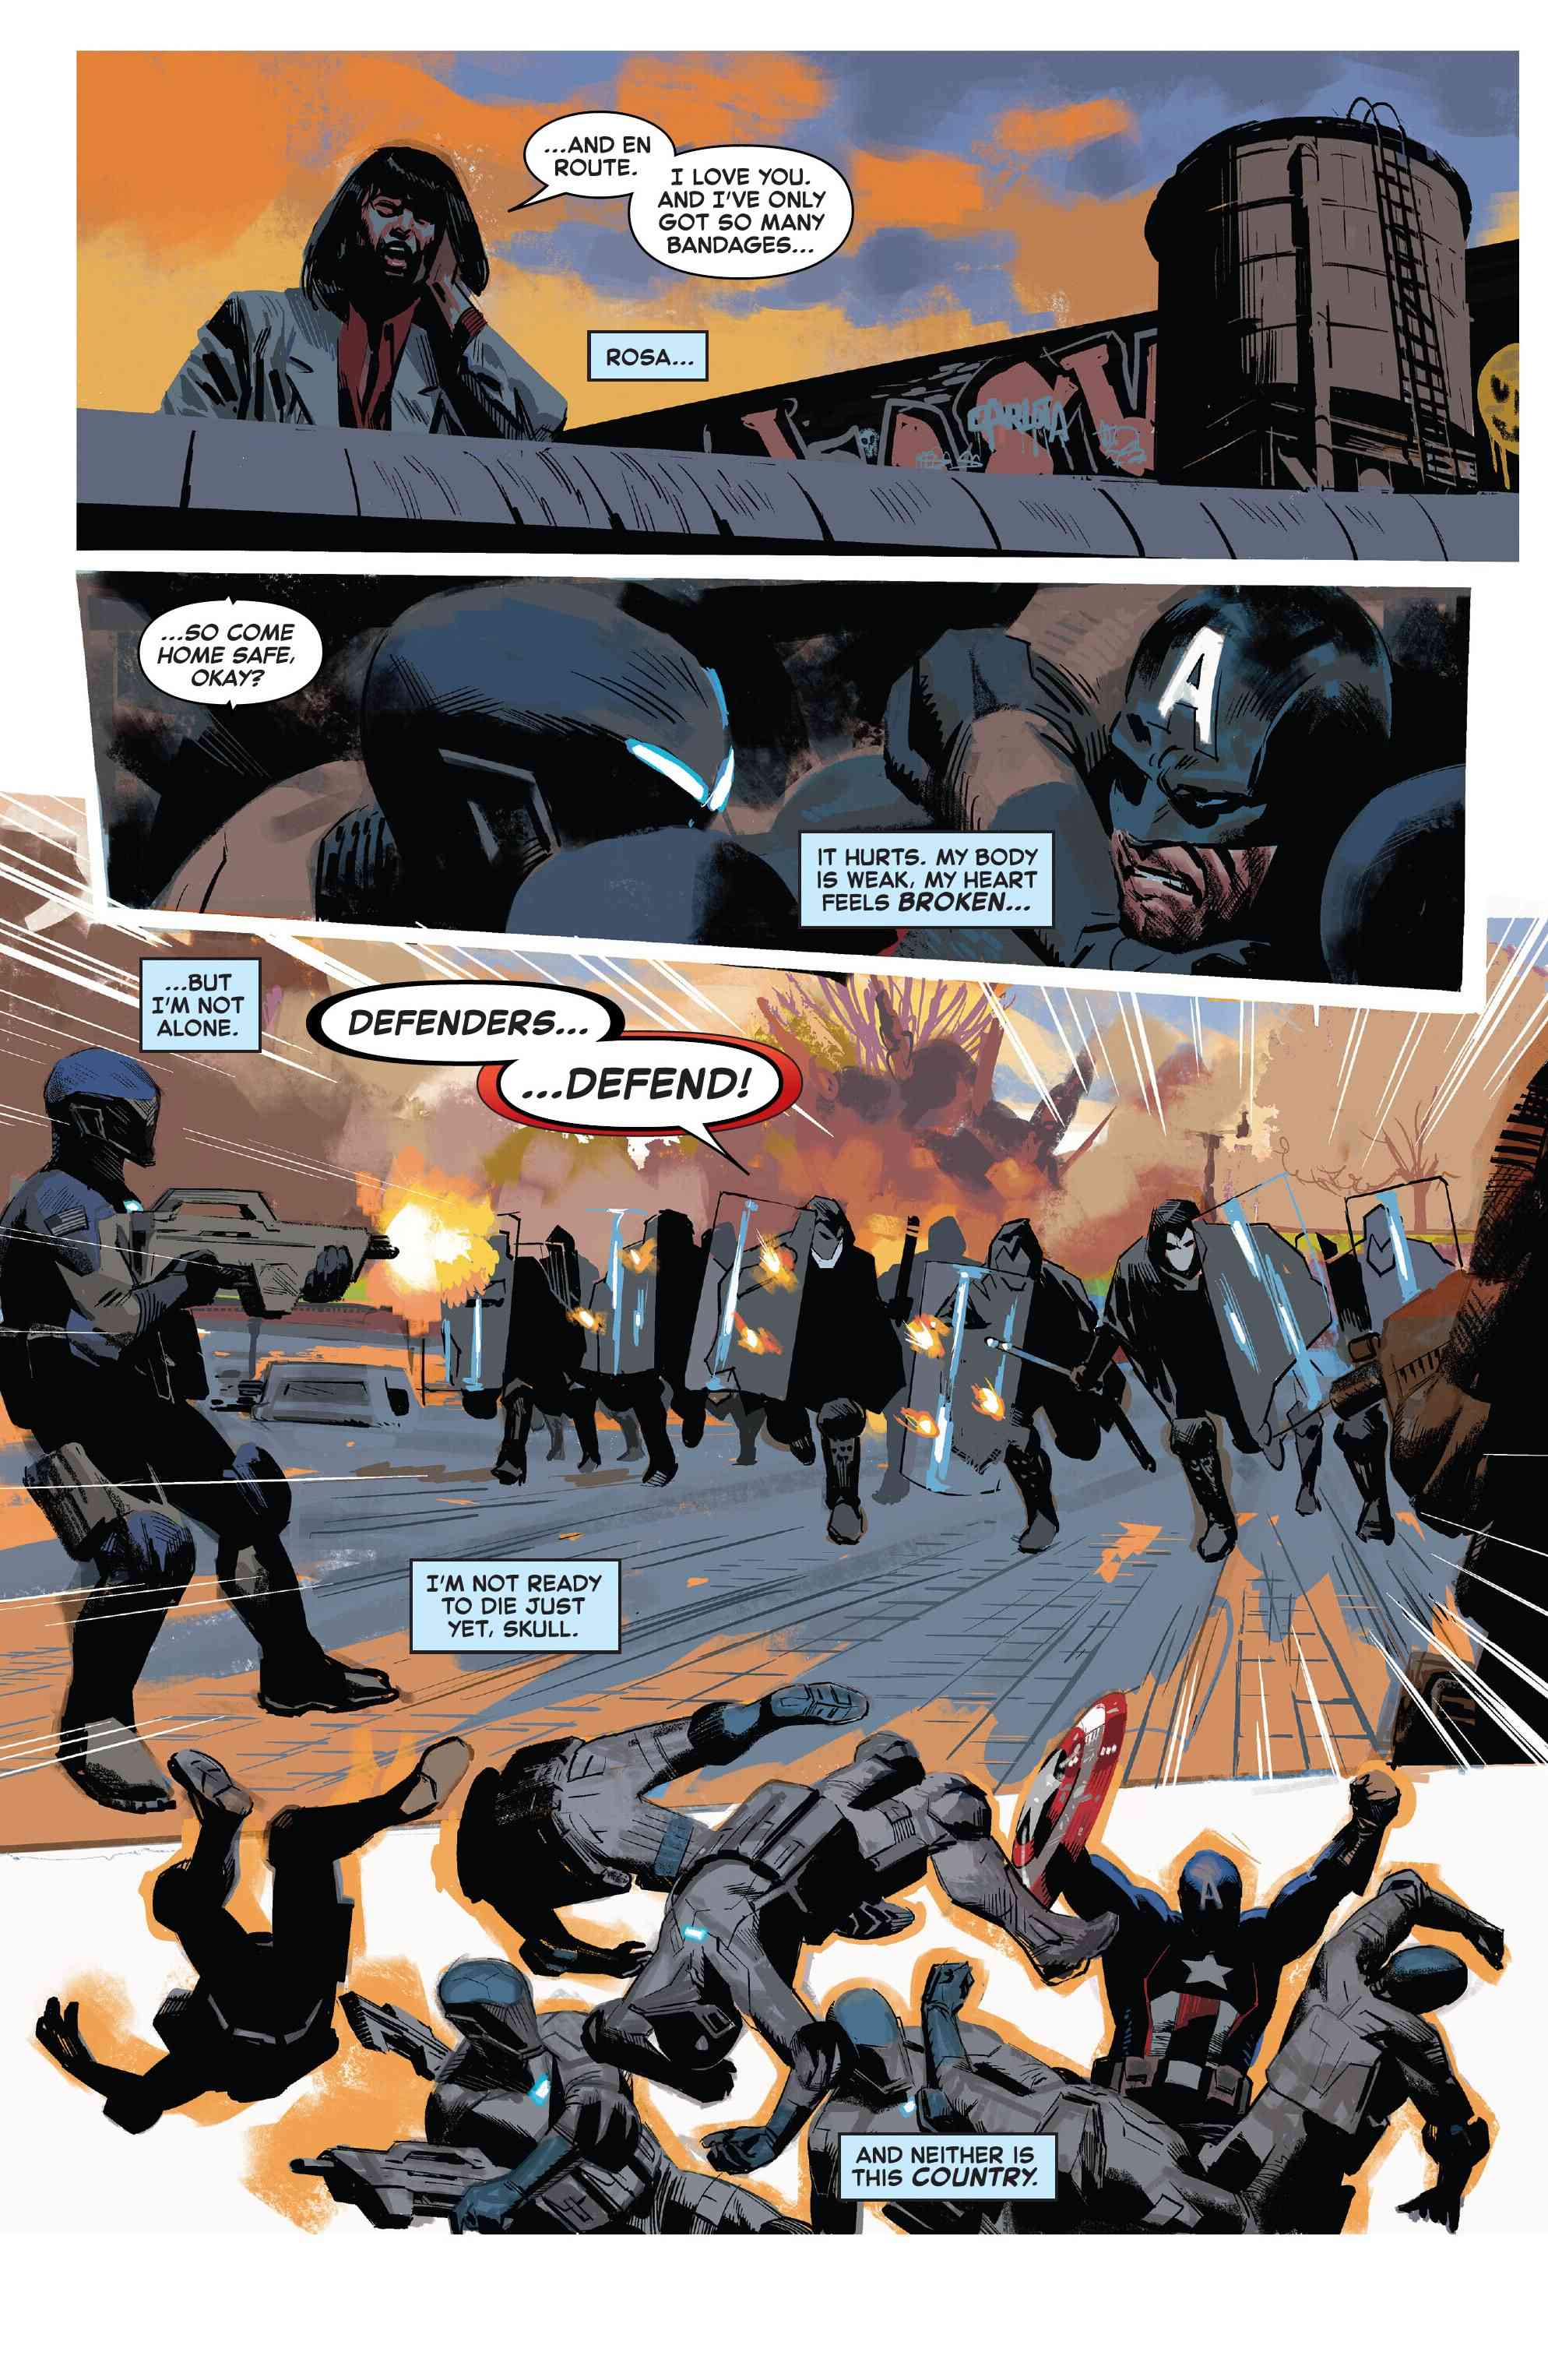 ...AND EN
ROUTE.
I LOVE YOU.
AND I'VE ONLY
GOT SO MANY
BANDAGES...
ROSA...
CARLITA
...SO COME
HOME SAFE,
OKAY?
A
IT HURTS. MY BODY
IS WEAK, MY HEART
FEELS BROKEN...
...BUT
I'M NOT
ALONE.
DEFENDERS...
...DEFEND!
I'M NOT READY
TO DIE JUST
YET, SKULL.
A
AND NEITHER IS
THIS COUNTRY.